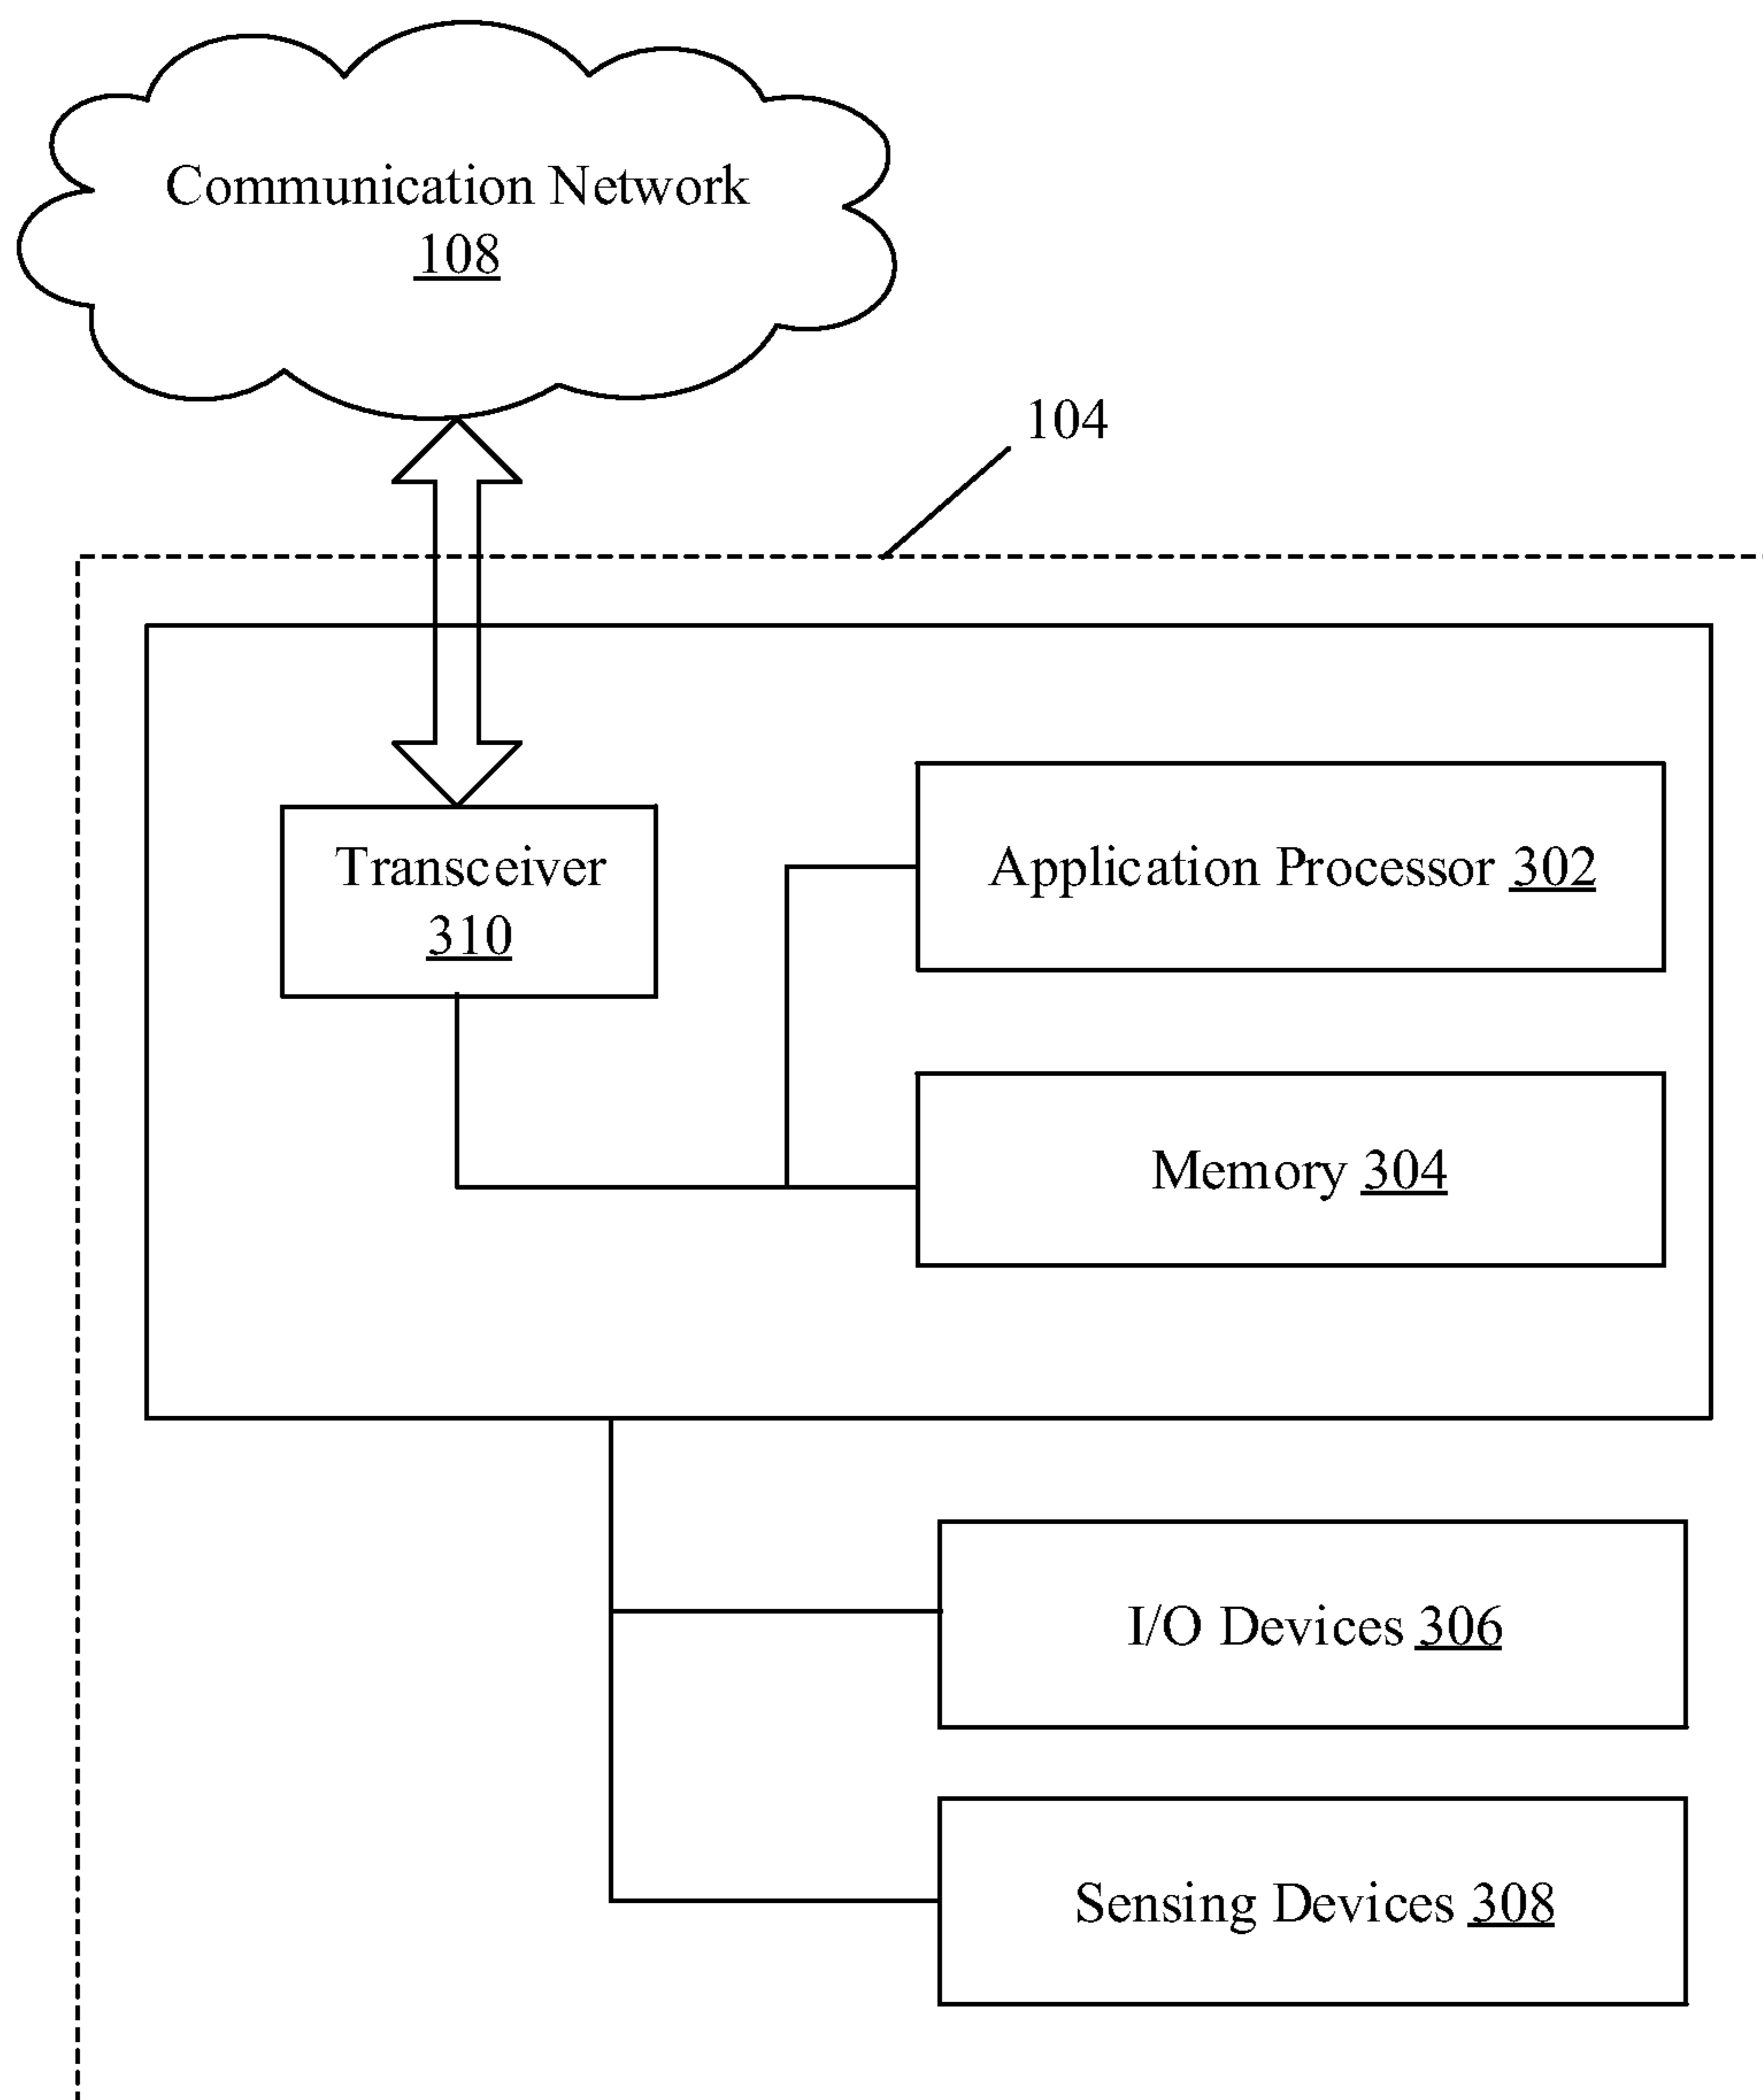 Communication Network
108
104
Transceiver
310
Application Processor 302
Memory 304
I/O Devices 306
Sensing Devices 308